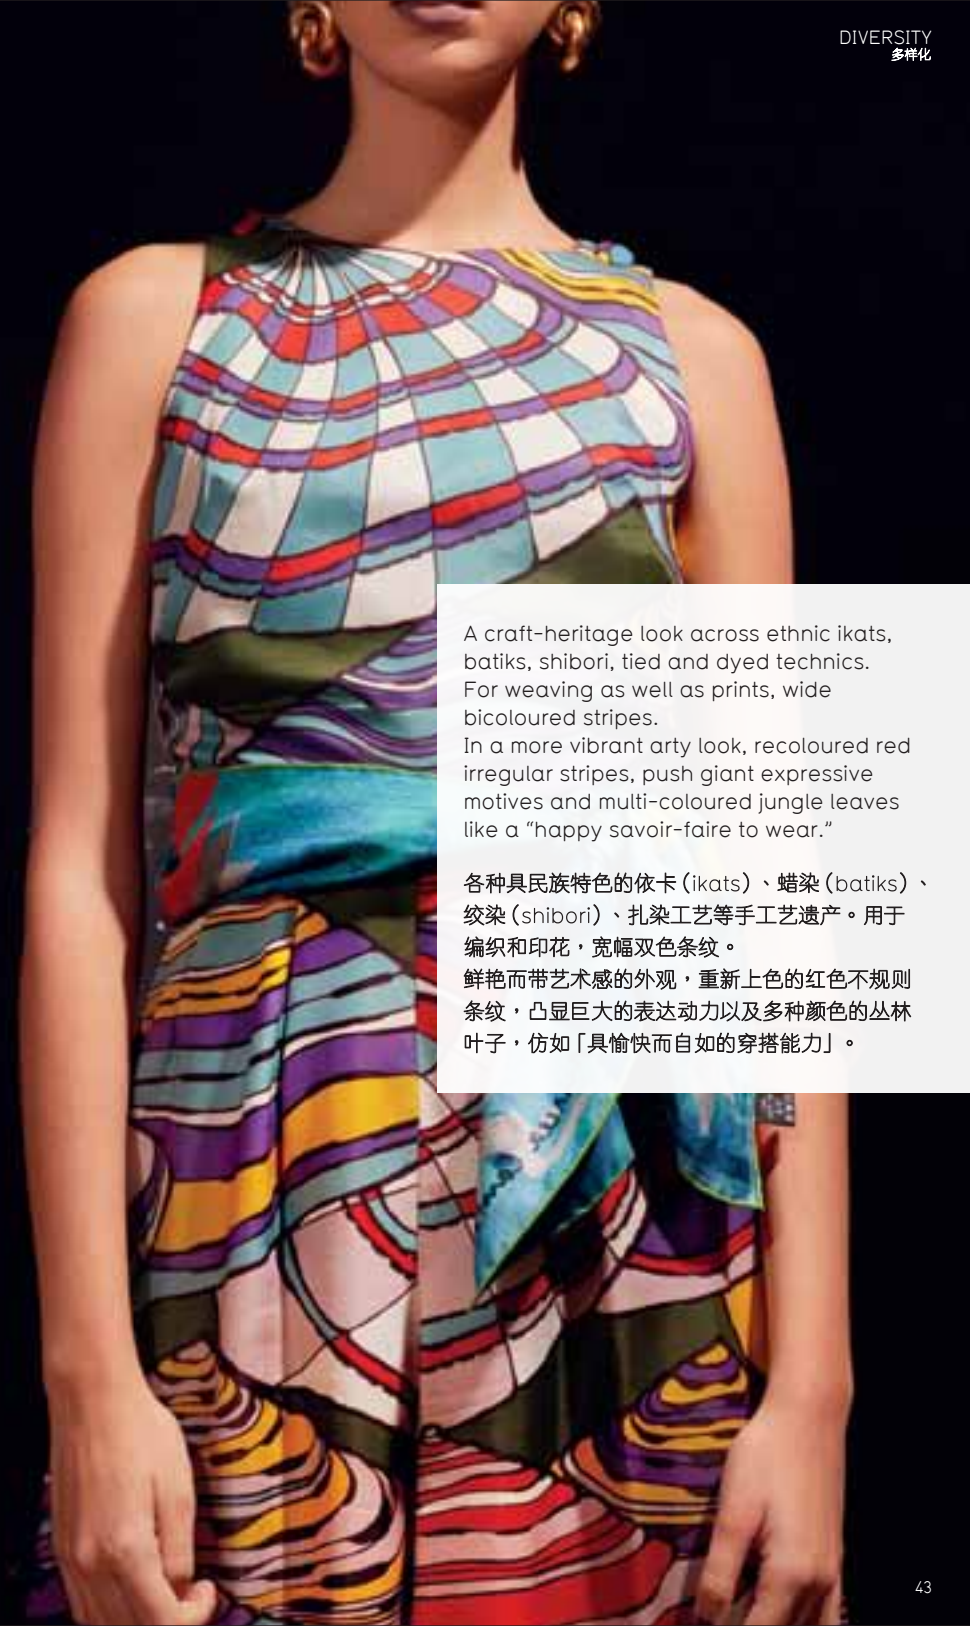 DIVERSITY
多样化
A craft-heritage look across ethnic ikats,
batiks, shibori, tied and dyed technics.
For weaving as well as prints, wide
bicoloured stripes.
In a more vibrant arty look, recoloured red
irregular stripes, push giant expressive
motives and multi-coloured jungle leaves
like a “happy savoir-faire to wear.”
各种具民族特色的依卡（ikats）、蜡染（batiks）、
绞染（shibori）、扎染工艺等手工艺遗产。用于
编织和印花，宽幅双色条纹。
鲜艳而带艺术感的外观，重新上色的红色不规则
条纹，凸显巨大的表达动力以及多种颜色的丛林
叶子，仿如「具愉快而自如的穿搭能力」。
43